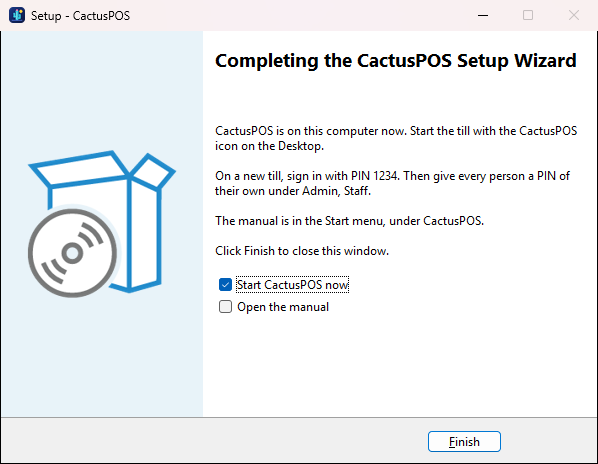 Setup - CactusPOS
Completing the CactusPOS Setup Wizard
CactusPOS is on this computer now. Start the till with the CactusPOS
icon on the Desktop.
On a new till, sign in with PIN 1234. Then give every person a PIN of
their own under Admin, Staff.
The manual is in the Start menu, under CactusPOS.
Click Finish to close this window.
Start CactusPOS now
Open the manual
Finish